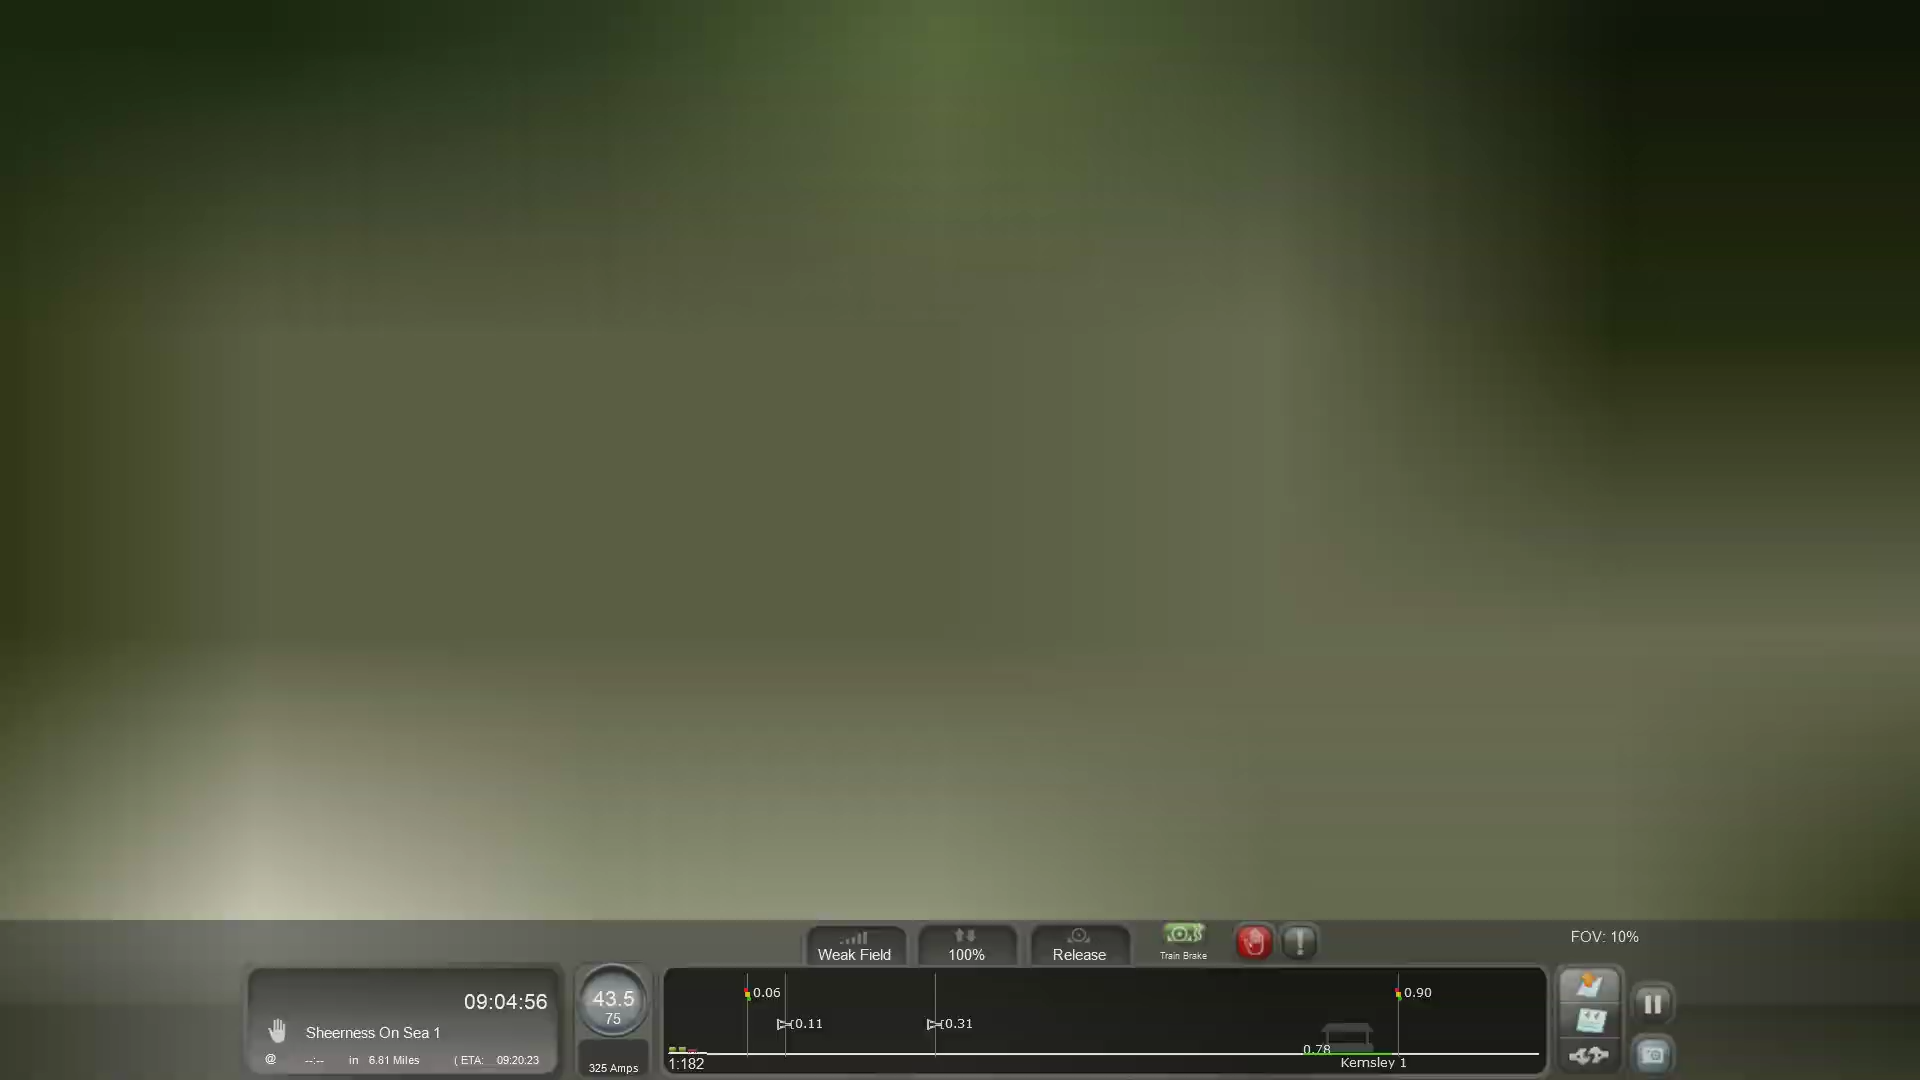 Weak Field
100%
Release
Train Brake
FOV: 10%
09:04:56
Sheerness On Sea 1
@ --:-- in 6.81 Miles ( ETA: 09:20:23
43.5
75
325 Amps
0.06
0.90
0.11
0.31
0.78
1:182
Kemsley 1